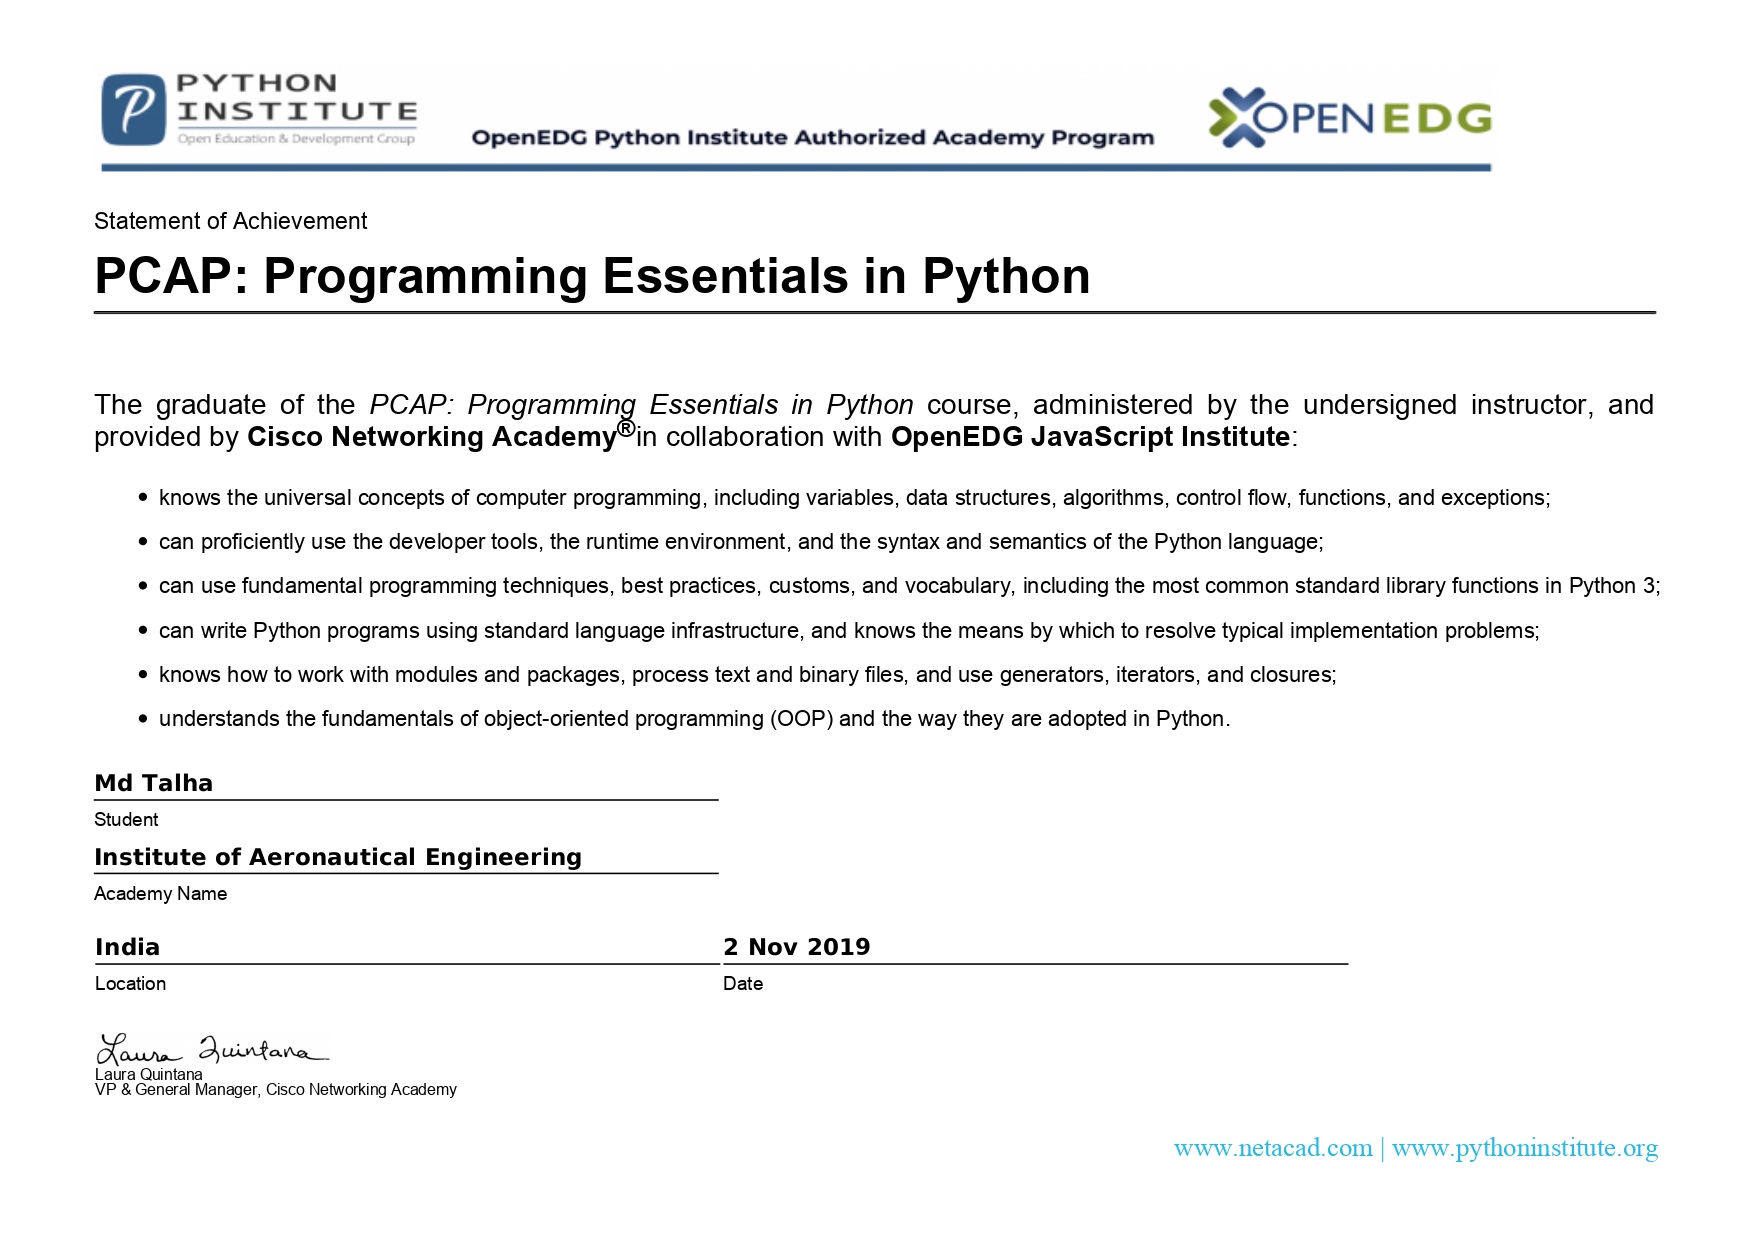 PYTHON
INSTITUTE
Open Education & Development Group
OpenEDG Python Institute Authorized Academy Program
OPENEDG
Statement of Achievement
PCAP: Programming Essentials in Python
The graduate of the PCAP: Programming Essentials in Python course, administered by the undersigned instructor, and
provided by Cisco Networking Academy®in collaboration with OpenEDG JavaScript Institute:
• knows the universal concepts of computer programming, including variables, data structures, algorithms, control flow, functions, and exceptions;
• can proficiently use the developer tools, the runtime environment, and the syntax and semantics of the Python language;
• can use fundamental programming techniques, best practices, customs, and vocabulary, including the most common standard library functions in Python 3;
• can write Python programs using standard language infrastructure, and knows the means by which to resolve typical implementation problems;
• knows how to work with modules and packages, process text and binary files, and use generators, iterators, and closures;
• understands the fundamentals of object-oriented programming (OOP) and the way they are adopted in Python.
Md Talha
Student
Institute of Aeronautical Engineering
Academy Name
India
Location
2 Nov 2019
Date
Laura Quintana
Laura Quintana
VP & General Manager, Cisco Networking Academy
www.netacad.com | www.pythoninstitute.org